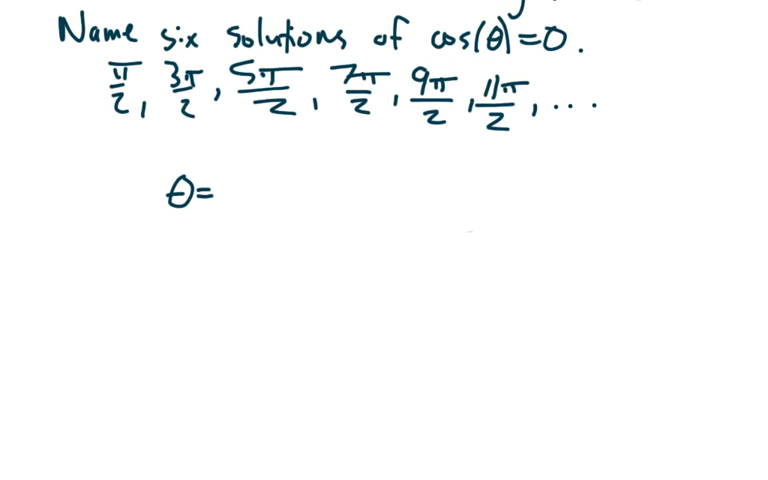 Name six solutions of cos(θ)=0.
π/2, 3π/2, 5π/2, 7π/2, 9π/2, 11π/2, ...
θ=